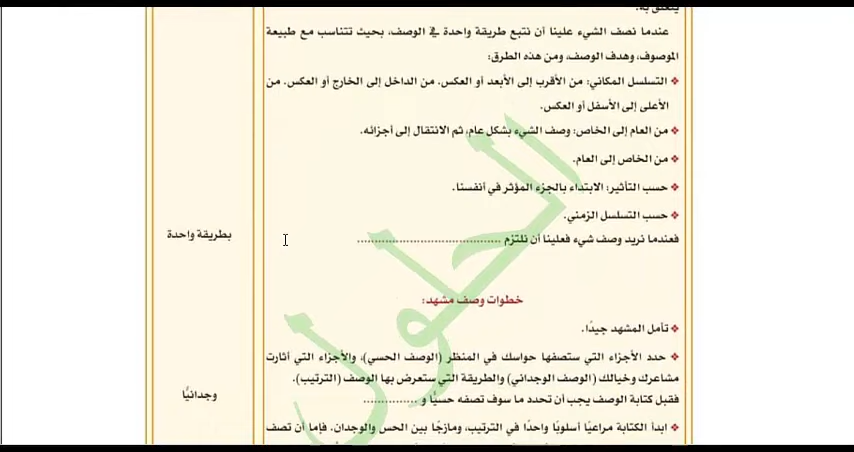 يتعلق به.
عندما نصف الشيء علينا أن نتبع طريقة واحدة في الوصف، بحيث تتناسب مع طبيعة
الموصوف، وهدف الوصف، ومن هذه الطرق:
❖ التسلسل المكاني: من الأقرب إلى الأبعد أو العكس. من الداخل إلى الخارج أو العكس. من
الأعلى إلى الأسفل أو العكس.
❖ من العام إلى الخاص: وصف الشيء بشكل عام، ثم الانتقال إلى أجزائه.
❖ من الخاص إلى العام.
❖ حسب التأثير: الابتداء بالجزء المؤثر في أنفسنا.
❖ حسب التسلسل الزمني.
فعندما نريد وصف شيء فعلينا أن نلتزم ........................................
بطريقة واحدة
خطوات وصف مشهد:
❖ تأمل المشهد جيدًا.
❖ حدد الأجزاء التي ستصفها حواسك في المنظر (الوصف الحسي)، والأجزاء التي أثارت
مشاعرك وخيالك (الوصف الوجداني) والطريقة التي ستعرض بها الوصف (الترتيب).
فقبل كتابة الوصف يجب أن تحدد ما سوف تصفه حسيًّا و ...............
وجدانيًّا
❖ ابدأ الكتابة مراعيًا أسلوبًا واحدًا في الترتيب، ومازجًا بين الحس والوجدان. فإما أن تصف
الحلول